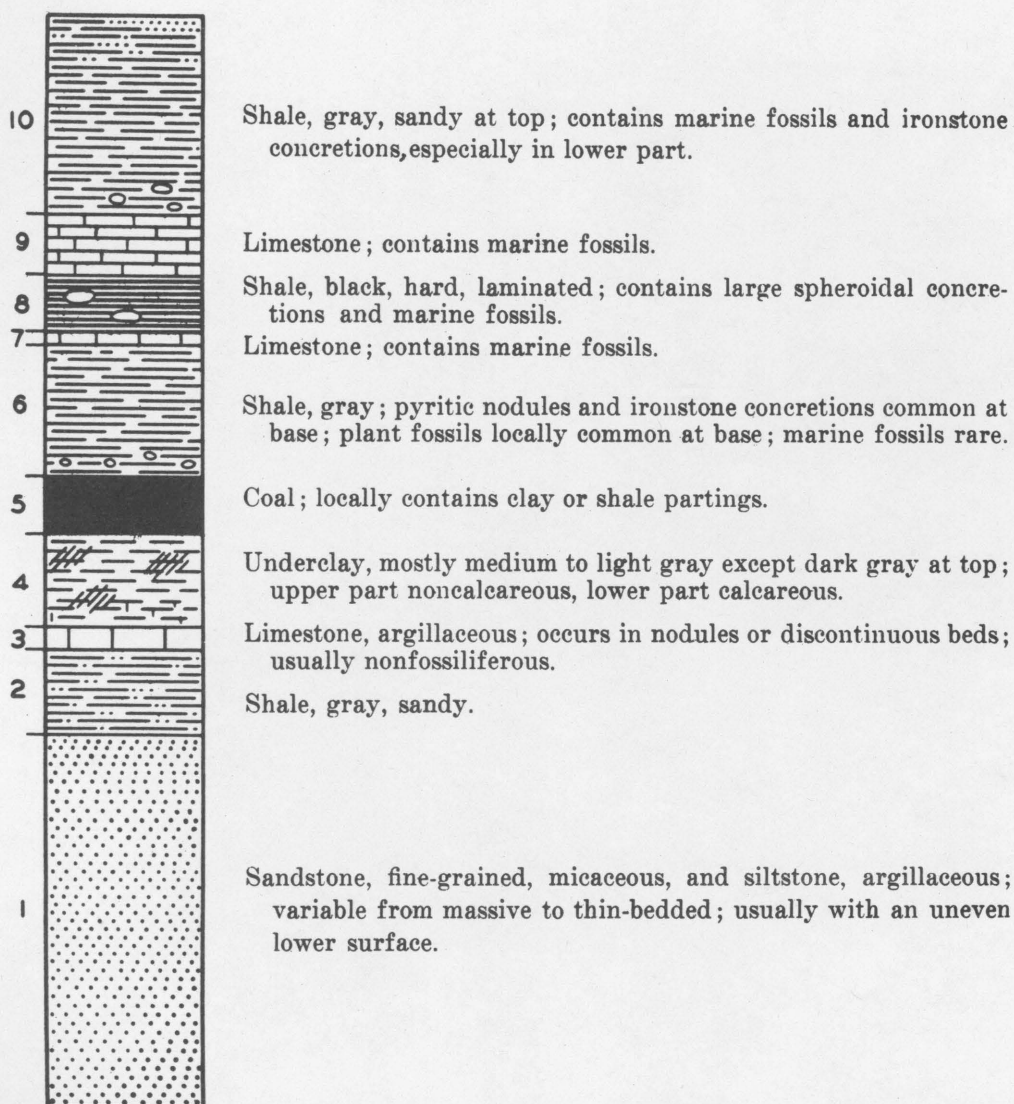 10
Shale, gray, sandy at top; contains marine fossils and ironstone
concretions, especially in lower part.
9
Limestone; contains marine fossils.
8
Shale, black, hard, laminated; contains large spheroidal concre-
tions and marine fossils.
7
Limestone; contains marine fossils.
6
Shale, gray; pyritic nodules and ironstone concretions common at
base; plant fossils locally common at base; marine fossils rare.
5
Coal; locally contains clay or shale partings.
4
Underclay, mostly medium to light gray except dark gray at top;
upper part noncalcareous, lower part calcareous.
3
Limestone, argillaceous; occurs in nodules or discontinuous beds;
usually nonfossiliferous.
2
Shale, gray, sandy.
1
Sandstone, fine-grained, micaceous, and siltstone, argillaceous;
variable from massive to thin-bedded; usually with an uneven
lower surface.